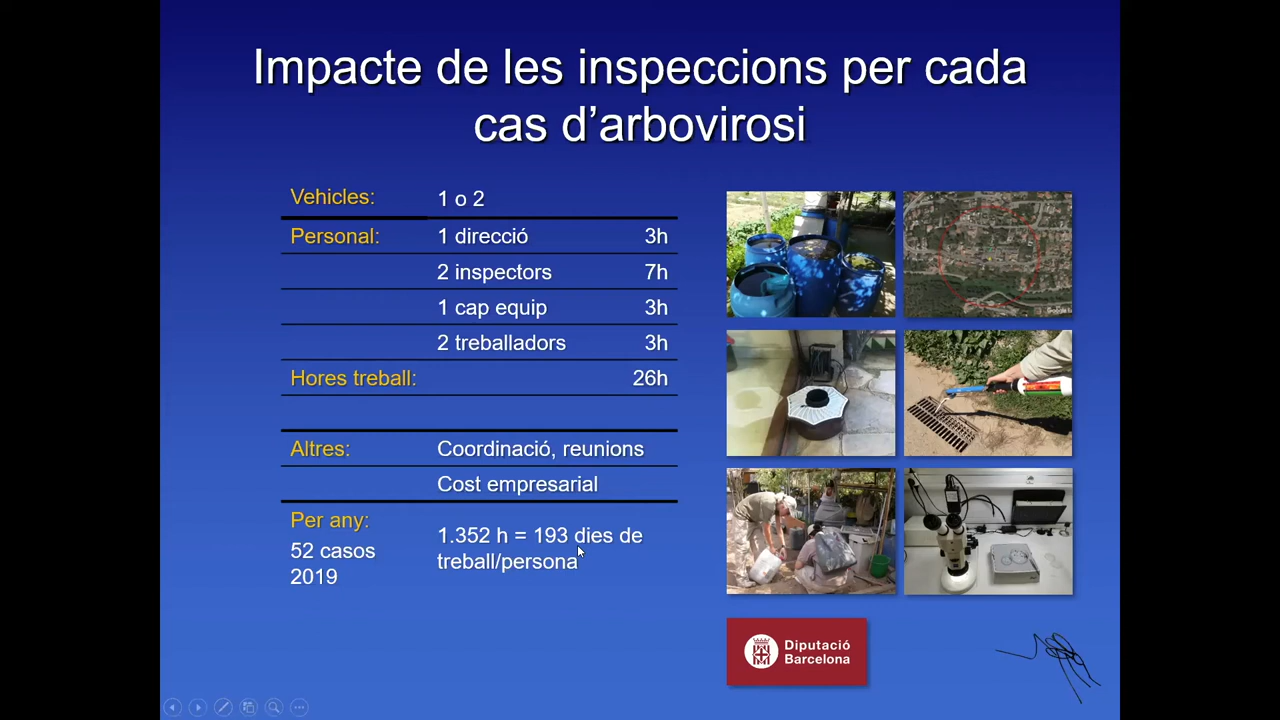 Impacte de les inspeccions per cada
cas d’arbovirosi
Vehicles: 1 o 2
Personal: 1 direcció 3h
2 inspectors 7h
1 cap equip 3h
2 treballadors 3h
Hores treball: 26h
Altres: Coordinació, reunions
Cost empresarial
Per any:
52 casos
2019
1.352 h = 193 dies de
treball/persona
Diputació
Barcelona